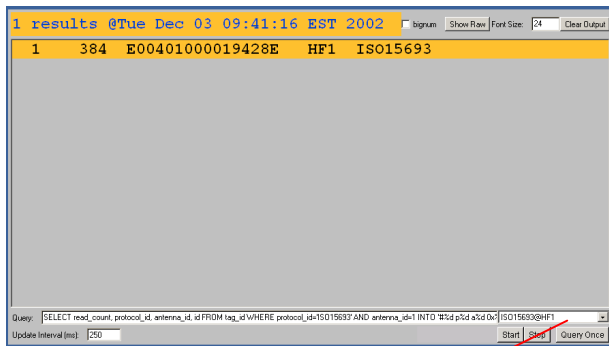 1 results @Tue Dec 03 09:41:16 EST 2002 bignum Show Raw Font Size: 24 Clear Output
1 384 E00401000019428E HF1 ISO15693
Query: SELECT read_count, protocol_id, antenna_id, id FROM tag_id WHERE protocol_id='ISO15693' AND antenna_id=1 INTO '#%d p%d a%d 0x% ISO15693@HF1
Update Interval (ms): 250 Start Stop Query Once